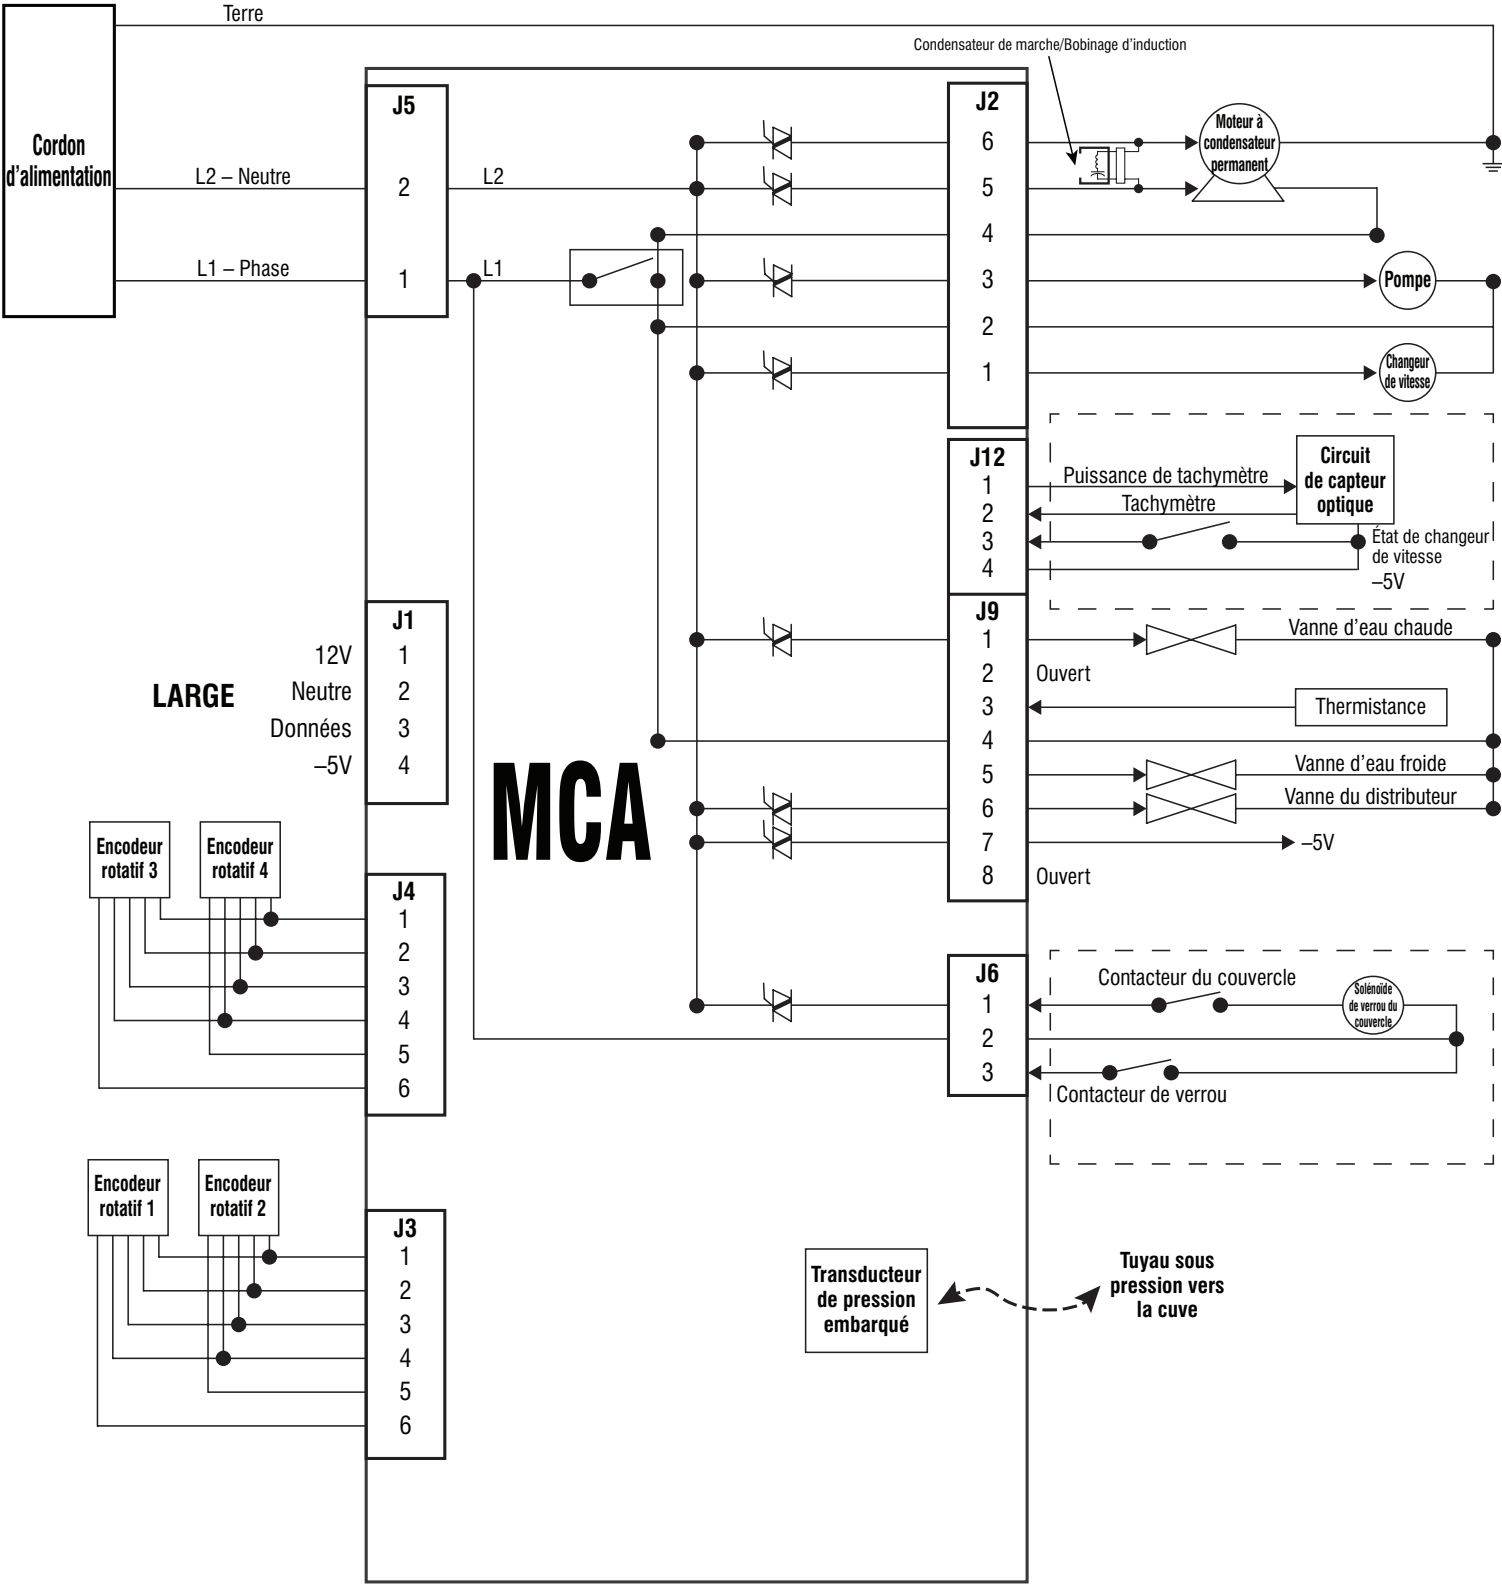 Terre
Condensateur de marche/Bobinage d'induction
Cordon
d'alimentation
L2 – Neutre
L1 – Phase
J5
2
1
L2
L1
J2
6
5
4
3
2
1
Moteur à
condensateur
permanent
Pompe
Changeur
de vitesse
J12
1
2
3
4
Puissance de tachymètre
Tachymètre
Circuit
de capteur
optique
État de changeur
de vitesse
–5V
J1
1
2
3
4
LARGE
12V
Neutre
Données
–5V
MCA
J9
1
2
3
4
5
6
7
8
Vanne d'eau chaude
Ouvert
Thermistance
Vanne d'eau froide
Vanne du distributeur
–5V
Ouvert
Encodeur
rotatif 3
Encodeur
rotatif 4
J4
1
2
3
4
5
6
J6
1
2
3
Contacteur du couvercle
Solénoïde
de verrou du
couvercle
Contacteur de verrou
Encodeur
rotatif 1
Encodeur
rotatif 2
J3
1
2
3
4
5
6
Transducteur
de pression
embarqué
Tuyau sous
pression vers
la cuve